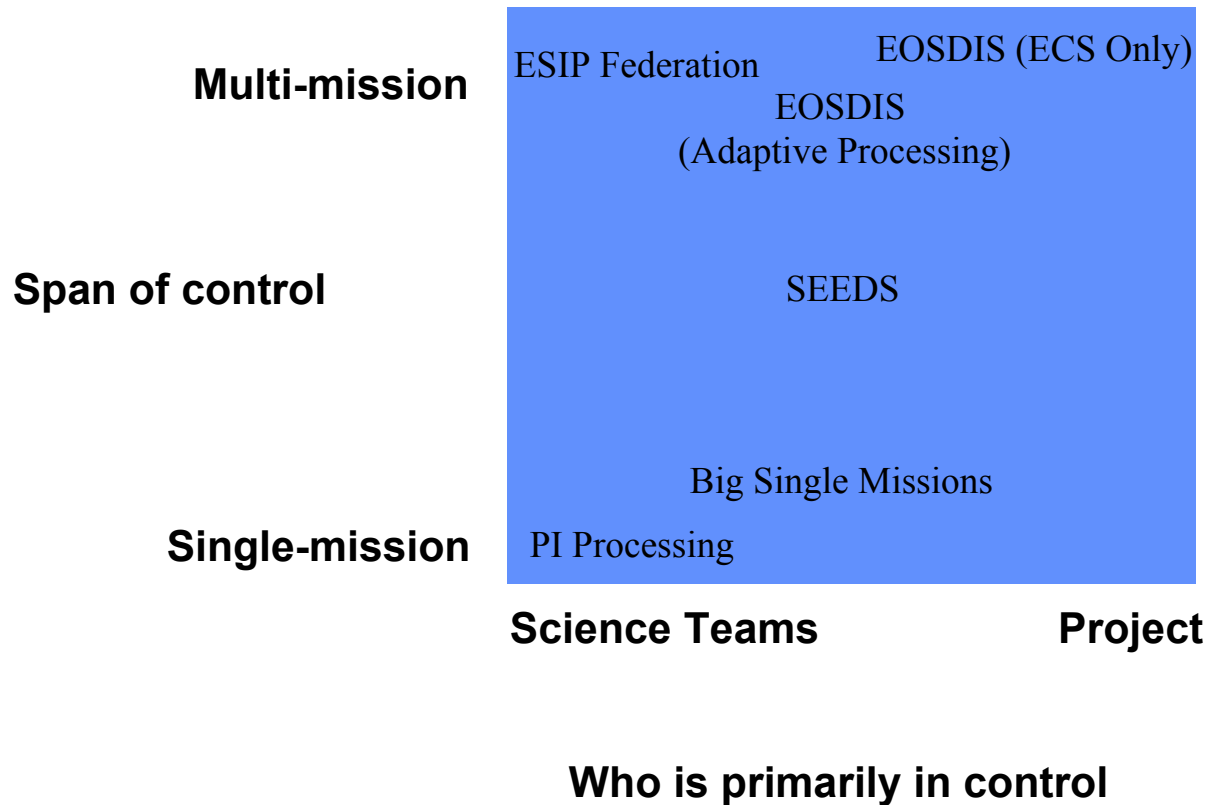 ESIP Federation
EOSDIS (ECS Only)
Multi-mission
EOSDIS
(Adaptive Processing)
Span of control
SEEDS
Big Single Missions
Single-mission
PI Processing
Science Teams
Project
Who is primarily in control